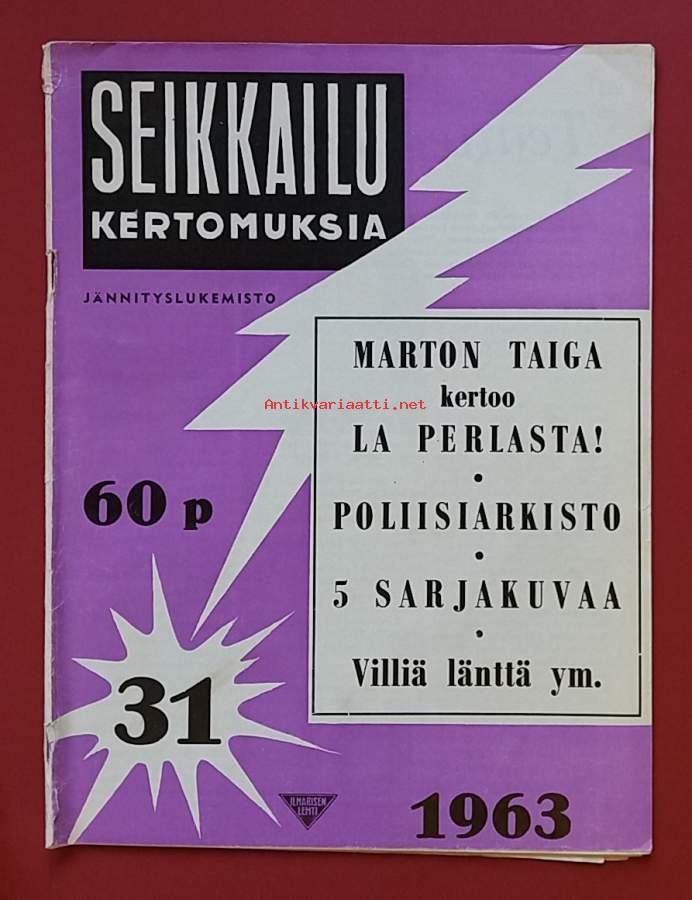 SEIKKAILU
KERTOMUKSIA
JÄNNITYSLUKEMISTO
MARTON TAIGA
kertoo
LA PERLASTA!
•
POLIISIARKISTO
•
5 SARJAKUVAA
•
Villiä länttä ym.
Antikvariaatti.net
60 p
31
ILMARISEN
LEHTI
1963